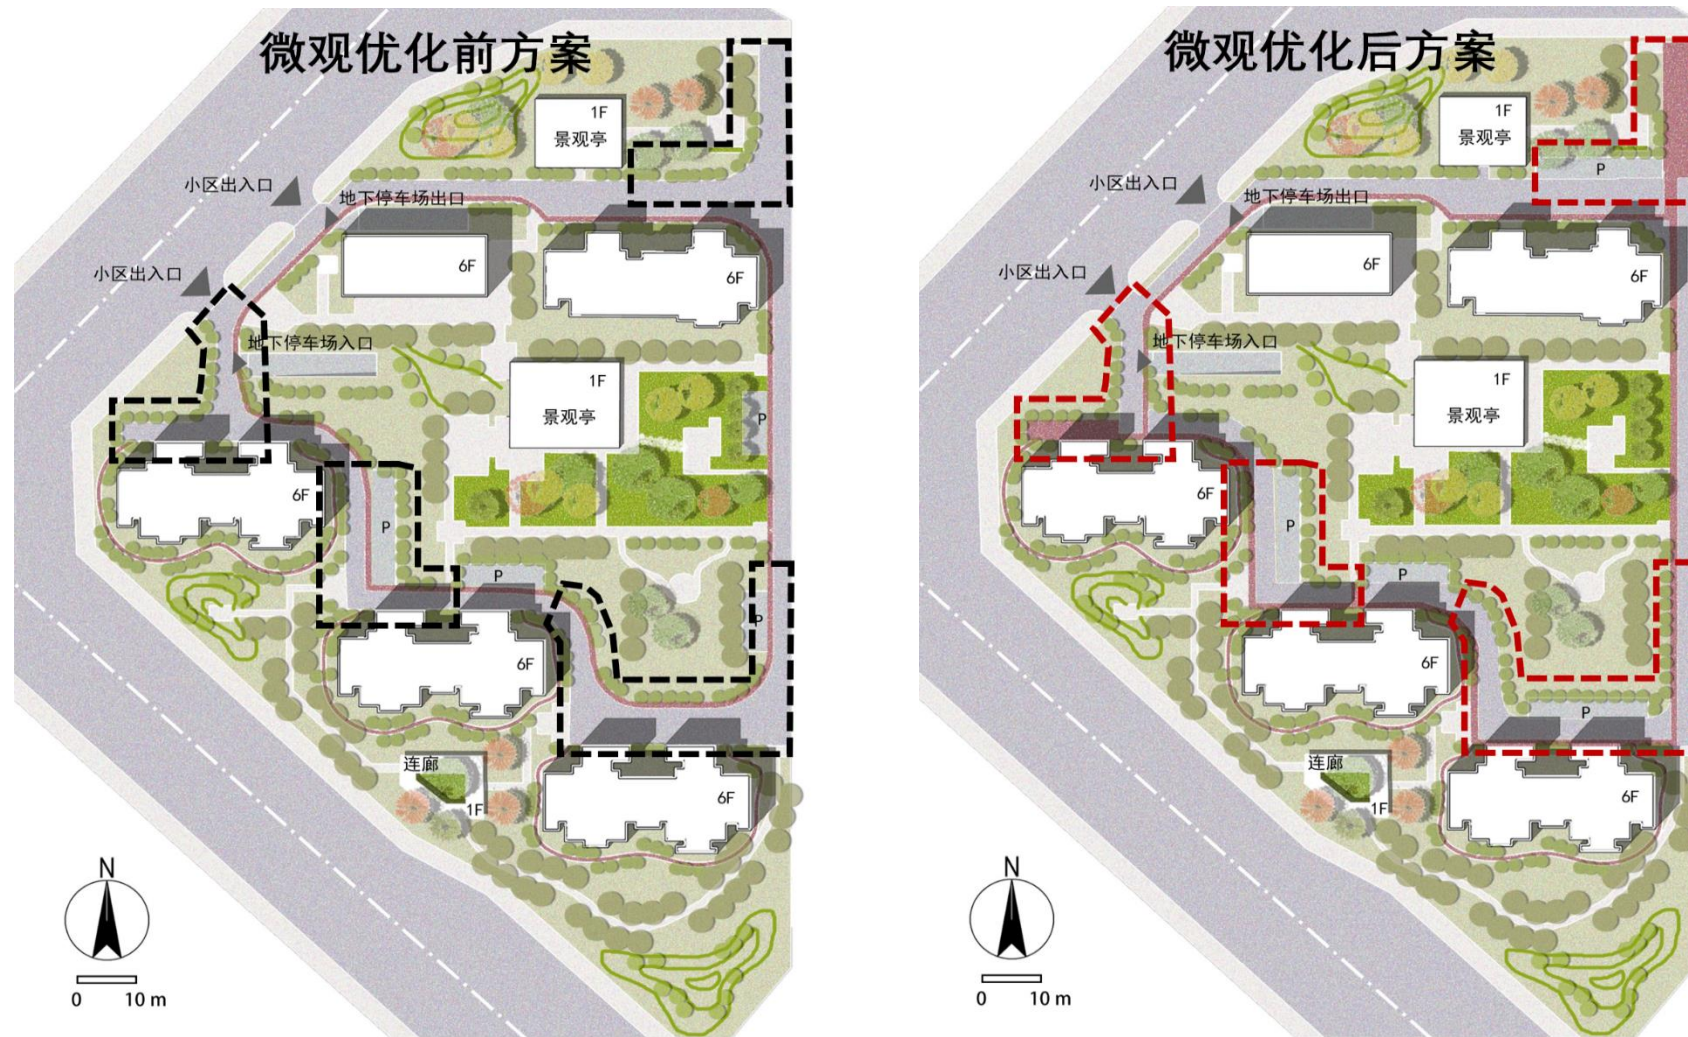 微观优化前方案
1F
景观亭
小区出入口
地下停车场出口
6F
6F
小区出入口
地下停车场入口
1F
景观亭
P
6F
P
P
P
6F
连廊
1F
6F
N
0 10 m
微观优化后方案
1F
景观亭
P
小区出入口
地下停车场出口
6F
6F
小区出入口
地下停车场入口
1F
景观亭
6F
P
P
6F
P
连廊
1F
6F
N
0 10 m